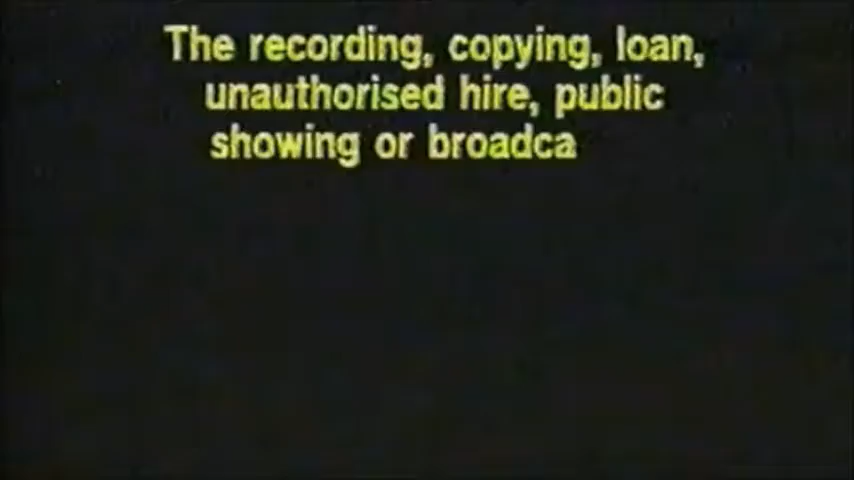 The recording, copying, loan,
unauthorised hire, public
showing or broadca